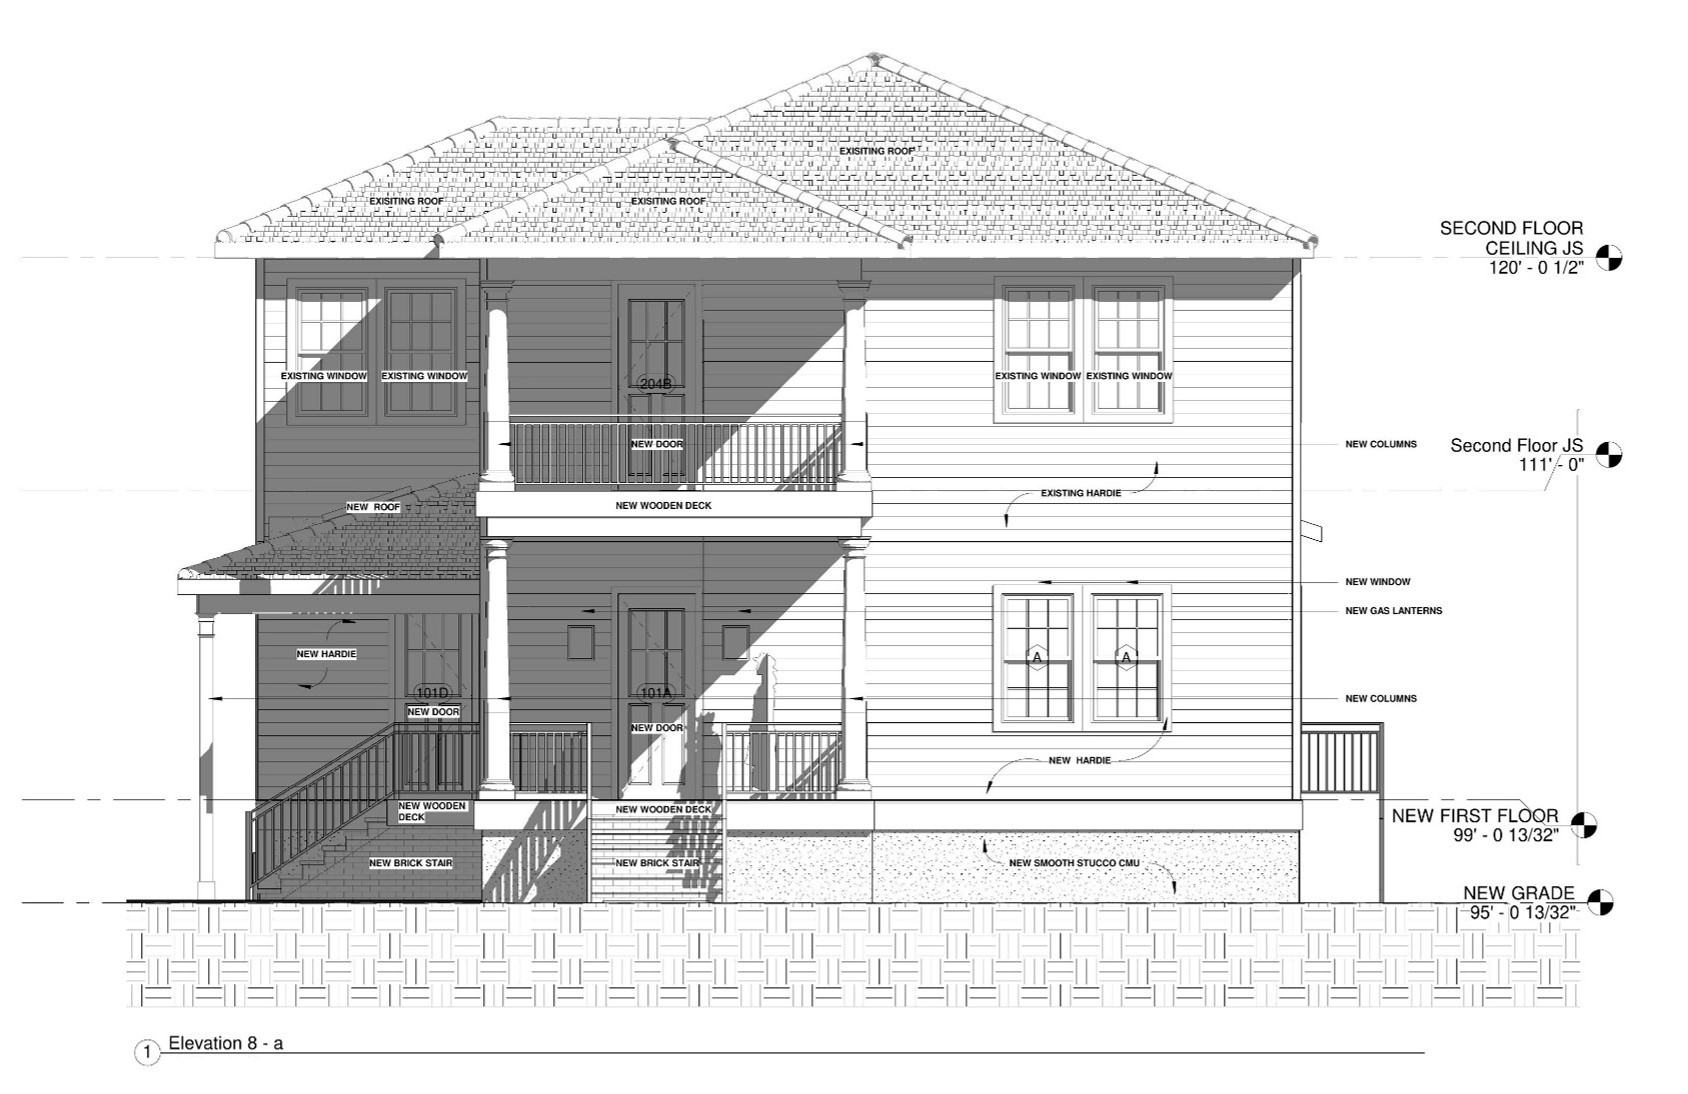 EXISITING ROOF
EXISITING ROOF
EXISITING ROOF
SECOND FLOOR
CEILING JS
120' - 0 1/2"
EXISTING WINDOW
EXISTING WINDOW
204B
EXISTING WINDOW
EXISTING WINDOW
NEW DOOR
NEW COLUMNS
Second Floor JS
111' - 0"
NEW ROOF
NEW WOODEN DECK
EXISTING HARDIE
NEW WINDOW
NEW GAS LANTERNS
NEW HARDIE
A
A
101D
101A
NEW COLUMNS
NEW DOOR
NEW DOOR
NEW HARDIE
NEW WOODEN
DECK
NEW WOODEN DECK
NEW FIRST FLOOR
99' - 0 13/32"
NEW BRICK STAIR
NEW BRICK STAIR
NEW SMOOTH STUCCO CMU
NEW GRADE
95' - 0 13/32"
1
Elevation 8 - a